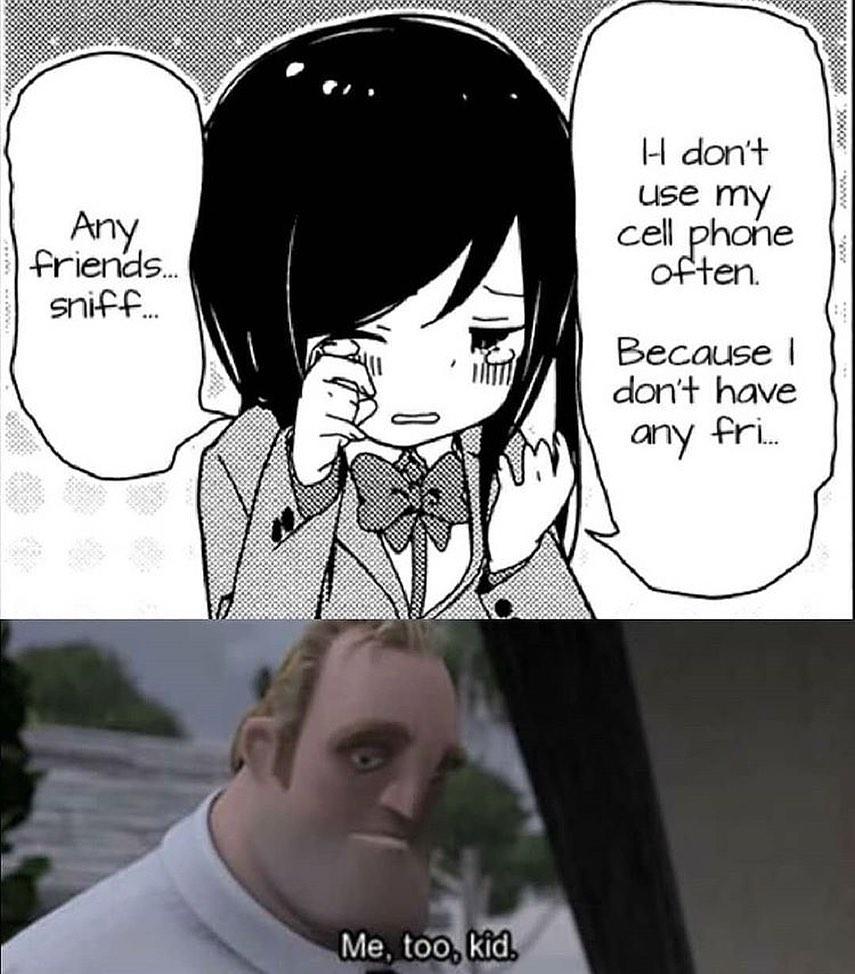 I-I don't
use my
cell phone
often.
Because I
don't have
any fri...
Any
friends...
sniff...
Me, too, kid.